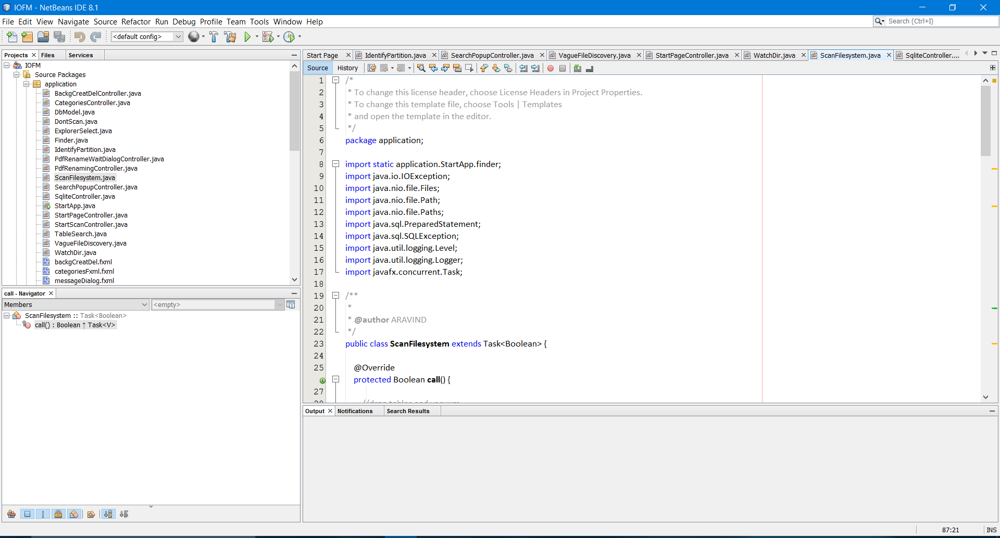 IOFM - NetBeans IDE 8.1
File Edit View Navigate Source Refactor Run Debug Profile Team Tools Window Help
Search (Ctrl+I)
<default config>
Projects Files Services
IOFM
Source Packages
application
BackgCreatDelController.java
CategoriesController.java
DbModel.java
DontScan.java
ExplorerSelect.java
Finder.java
IdentifyPartition.java
PdfRenameWaitDialogController.java
PdfRenamingController.java
ScanFilesystem.java
SearchPopupController.java
SqliteController.java
StartApp.java
StartPageController.java
StartScanController.java
TableSearch.java
VagueFileDiscovery.java
WatchDir.java
backgCreatDel.fxml
categoriesFxml.fxml
messageDialog.fxml
call - Navigator
Members <empty>
ScanFilesystem :: Task<Boolean>
call() : Boolean ↑ Task<V>
Start Page IdentifyPartition.java SearchPopupController.java VagueFileDiscovery.java StartPageController.java WatchDir.java ScanFilesystem.java SqliteController....
Source History
1 /*
2 * To change this license header, choose License Headers in Project Properties.
3 * To change this template file, choose Tools | Templates
4 * and open the template in the editor.
5 */
6 package application;
7
8 import static application.StartApp.finder;
9 import java.io.IOException;
10 import java.nio.file.Files;
11 import java.nio.file.Path;
12 import java.nio.file.Paths;
13 import java.sql.PreparedStatement;
14 import java.sql.SQLException;
15 import java.util.logging.Level;
16 import java.util.logging.Logger;
17 import javafx.concurrent.Task;
18
19 /**
20 *
21 * @author ARAVIND
22 */
23 public class ScanFilesystem extends Task<Boolean> {
24
25 @Override
protected Boolean call() {
27
28 //drop tables and vacuum
Output Notifications Search Results
87:21 INS